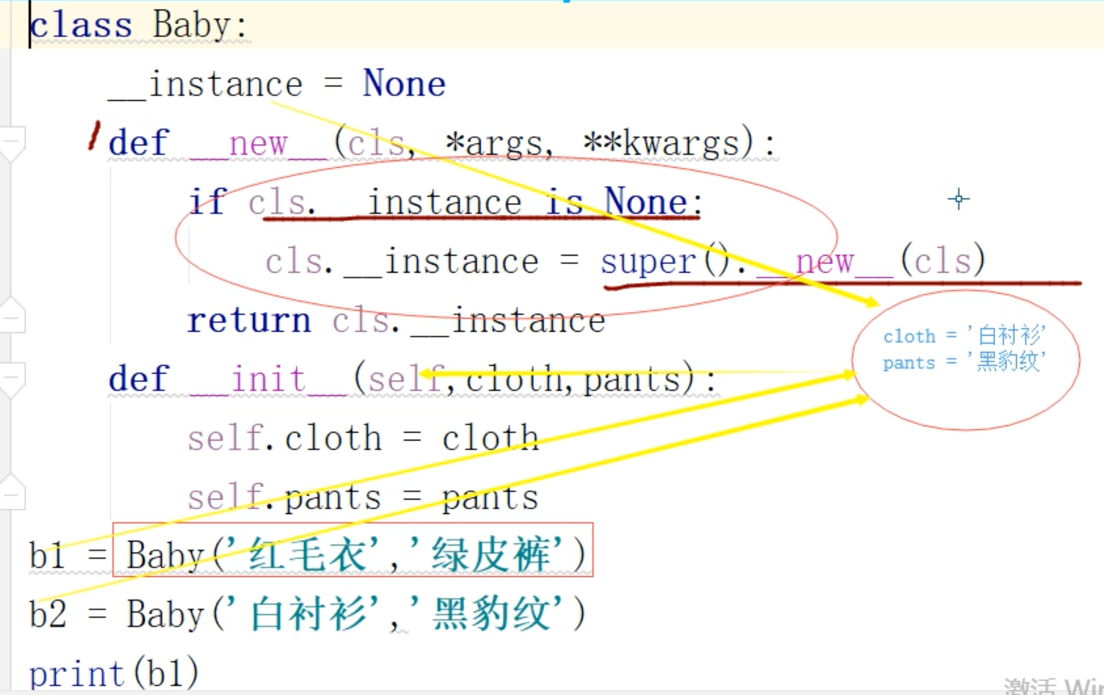 class Baby:
__instance = None
def __new__(cls, *args, **kwargs):
if cls.__instance is None:
cls.__instance = super().__new__(cls)
return cls.__instance
cloth = '白衬衫'
pants = '黑豹纹'
def __init__(self,cloth,pants):
self.cloth = cloth
self.pants = pants
b1 = Baby('红毛衣','绿皮裤')
b2 = Baby('白衬衫','黑豹纹')
print(b1)
激活 Win